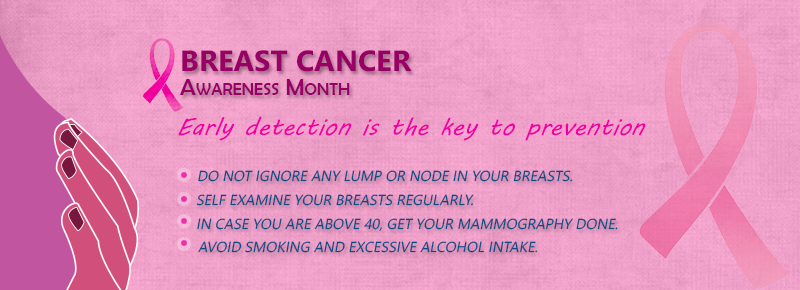 BREAST CANCER
AWARENESS MONTH
Early detection is the key to prevention
DO NOT IGNORE ANY LUMP OR NODE IN YOUR BREASTS.
SELF EXAMINE YOUR BREASTS REGULARLY.
IN CASE YOU ARE ABOVE 40, GET YOUR MAMMOGRAPHY DONE.
AVOID SMOKING AND EXCESSIVE ALCOHOL INTAKE.